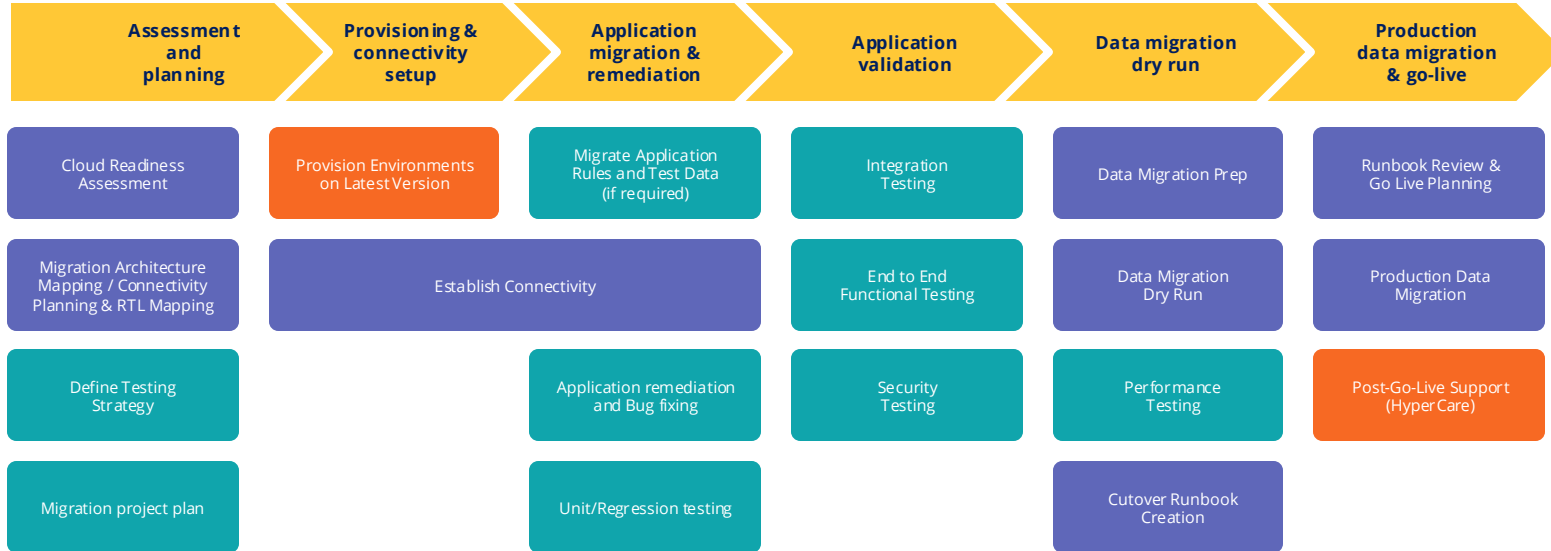 Assessment
and
planning
Provisioning &
connectivity
setup
Application
migration &
remediation
Application
validation
Data migration
dry run
Production
data migration
& go-live
Cloud Readiness
Assessment
Provision Environments
on Latest Version
Migrate Application
Rules and Test Data
(if required)
Integration
Testing
Data Migration Prep
Runbook Review &
Go Live Planning
Migration Architecture
Mapping / Connectivity
Planning & RTL Mapping
Establish Connectivity
End to End
Functional Testing
Data Migration
Dry Run
Production Data
Migration
Define Testing
Strategy
Application remediation
and Bug fixing
Security
Testing
Performance
Testing
Post-Go-Live Support
(HyperCare)
Migration project plan
Unit/Regression testing
Cutover Runbook
Creation